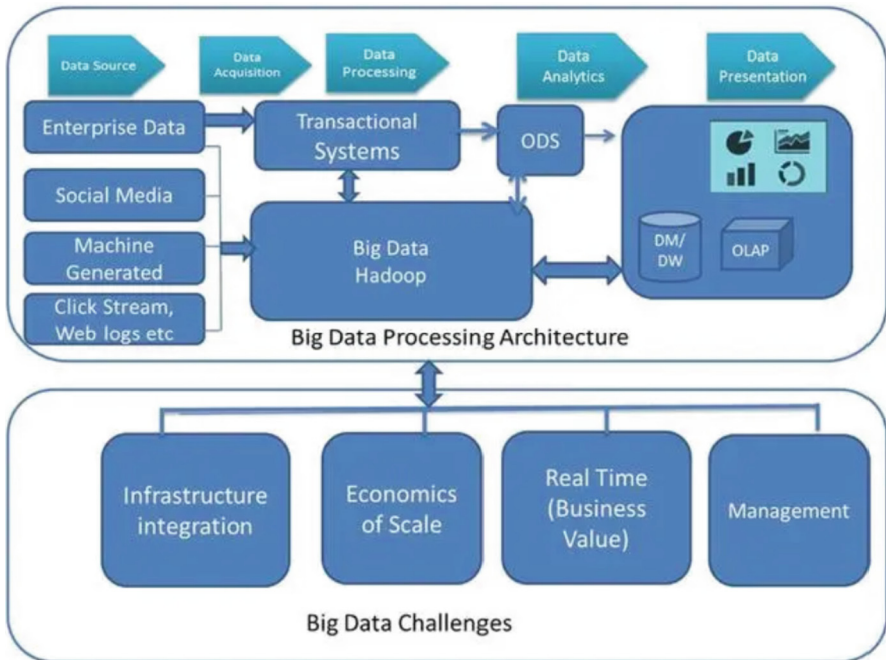 Data Source
Data
Acquisition
Data
Processing
Data
Analytics
Data
Presentation
Enterprise Data
Transactional
Systems
ODS
Social Media
Machine
Generated
Big Data
Hadoop
DM/
DW
OLAP
Click Stream,
Web logs etc
Big Data Processing Architecture
Infrastructure
integration
Economics
of Scale
Real Time
(Business
Value)
Management
Big Data Challenges